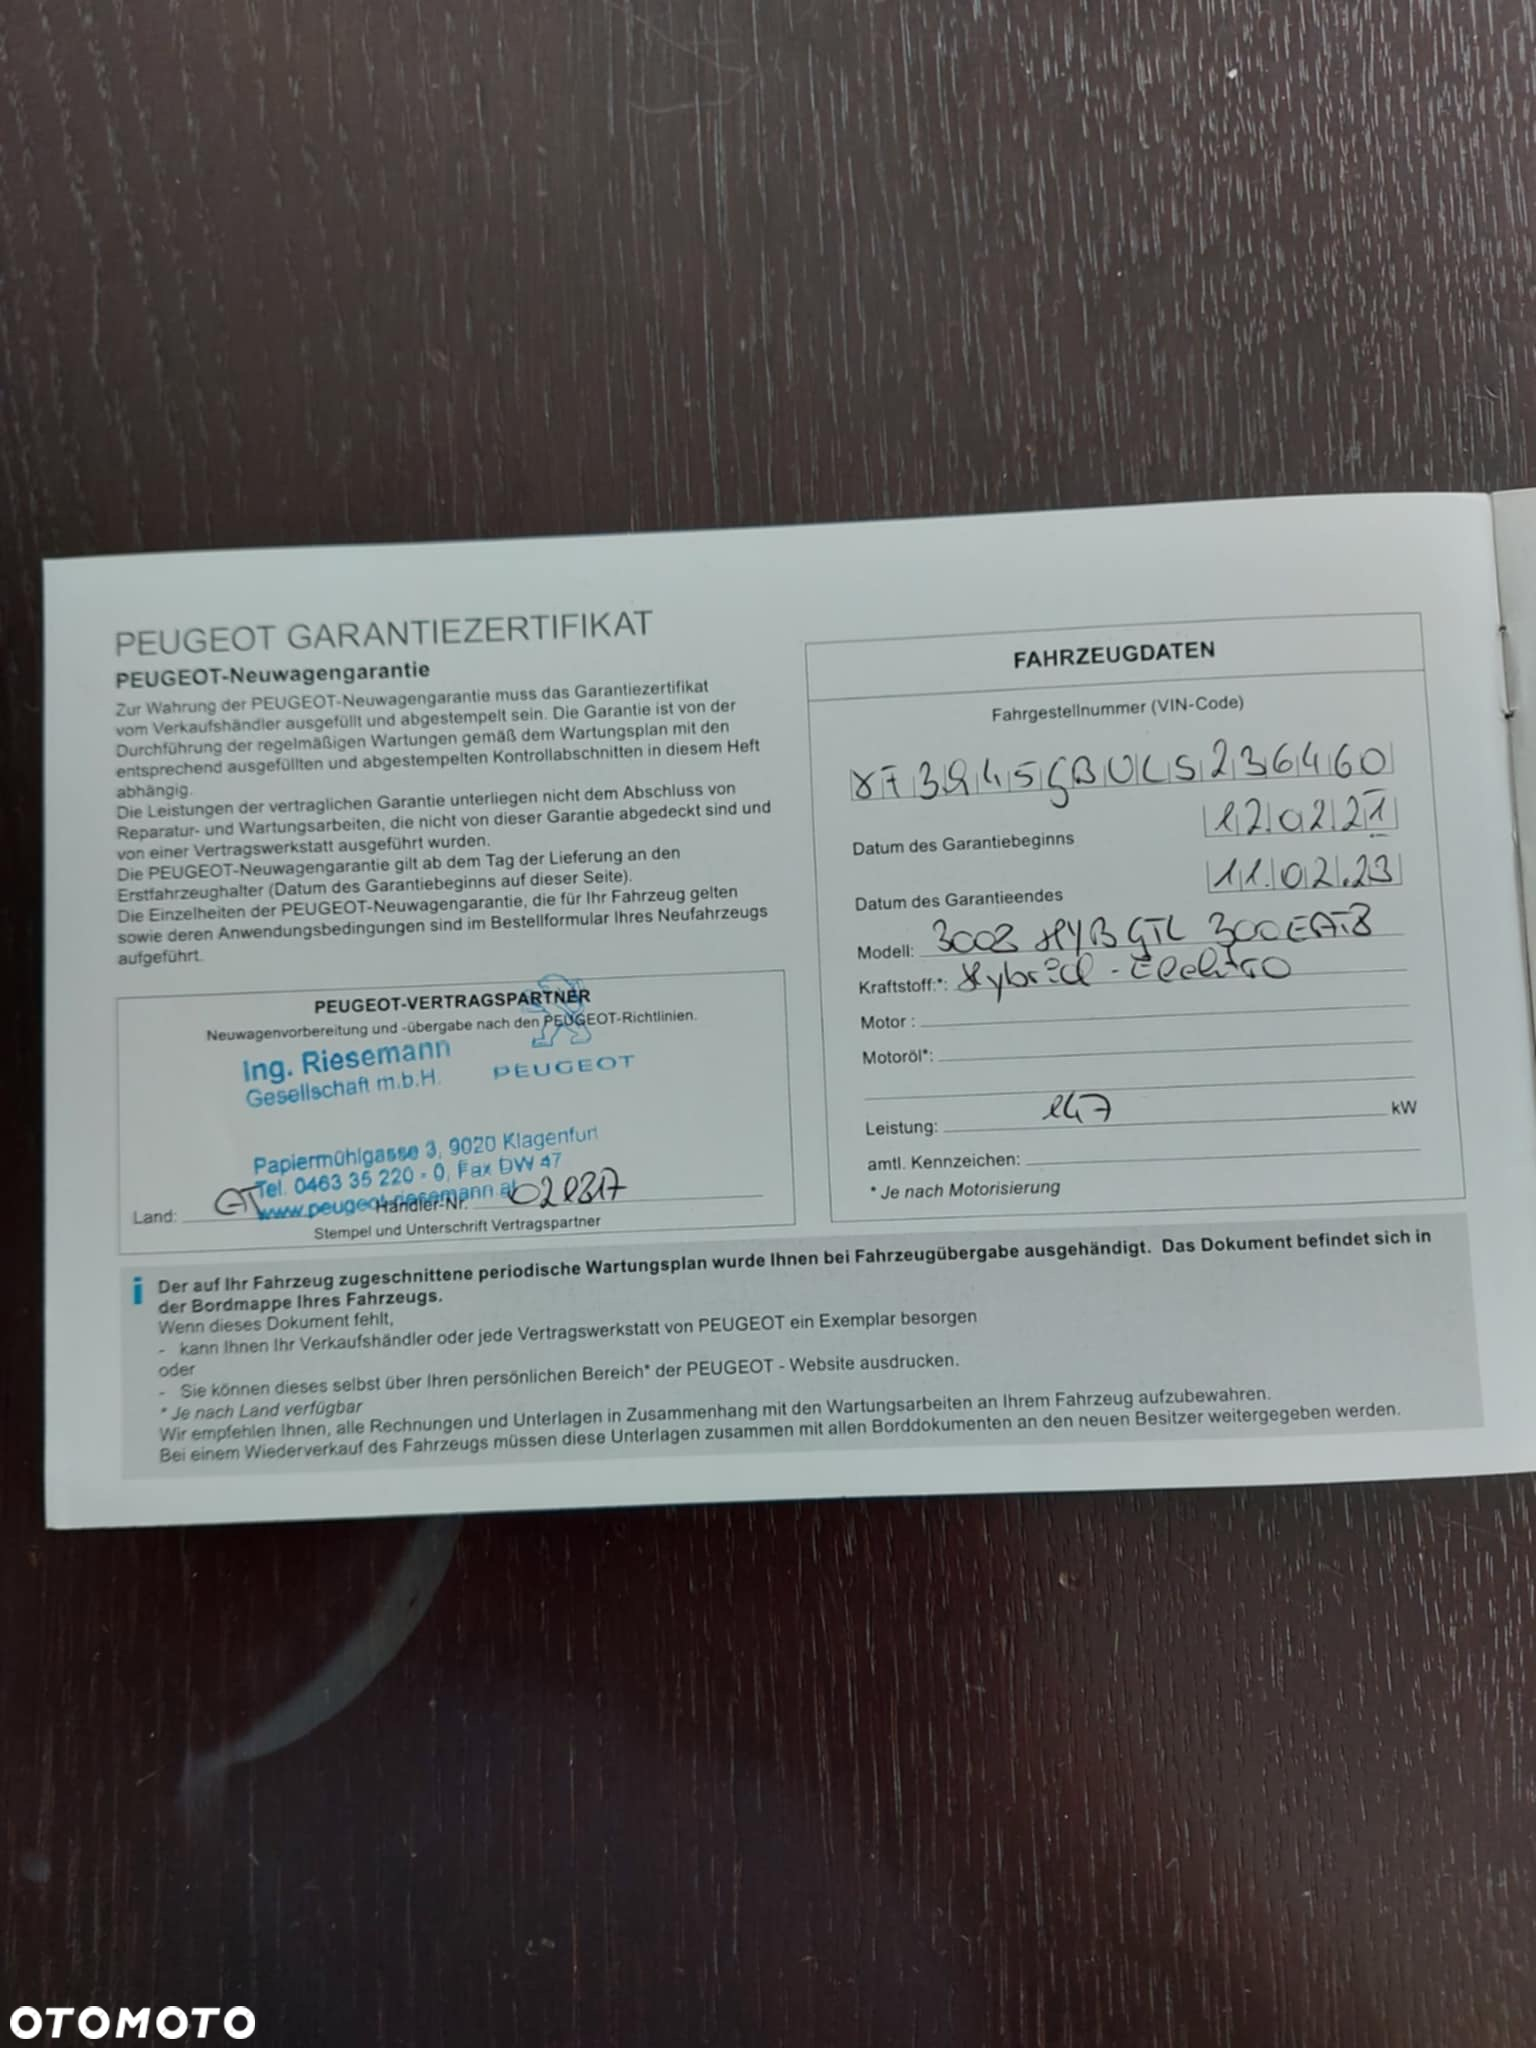 PEUGEOT GARANTIEZERTIFIKAT
PEUGEOT-Neuwagengarantie
Zur Wahrung der PEUGEOT-Neuwagengarantie muss das Garantiezertifikat
vom Verkaufshändler ausgefüllt und abgestempelt sein. Die Garantie ist von der
Durchführung der regelmäßigen Wartungen gemäß dem Wartungsplan mit den
entsprechend ausgefüllten und abgestempelten Kontrollabschnitten in diesem Heft
abhängig.
Die Leistungen der vertraglichen Garantie unterliegen nicht dem Abschluss von
Reparatur- und Wartungsarbeiten, die nicht von dieser Garantie abgedeckt sind und
von einer Vertragswerkstatt ausgeführt wurden.
Die PEUGEOT-Neuwagengarantie gilt ab dem Tag der Lieferung an den
Erstfahrzeughalter (Datum des Garantiebeginns auf dieser Seite).
Die Einzelheiten der PEUGEOT-Neuwagengarantie, die für Ihr Fahrzeug gelten
sowie deren Anwendungsbedingungen sind im Bestellformular Ihres Neufahrzeugs
aufgeführt.
PEUGEOT-VERTRAGSPARTNER
Neuwagenvorbereitung und -übergabe nach den PEUGEOT-Richtlinien.
Ing. Riesemann
Gesellschaft m.b.H.
PEUGEOT
Papiermühlgasse 3, 9020 Klagenfurt
Tel. 0463 35 220 - 0, Fax DW 47
www.peugeot-riesemann.at
Land: Händler-Nr. 021317
Stempel und Unterschrift Vertragspartner
FAHRZEUGDATEN
Fahrgestellnummer (VIN-Code)
VF3M45GBULS236460
Datum des Garantiebeginns 12.02.21
Datum des Garantieendes 11.02.23
Modell: 3008 HYB GTL 300EAT8
Kraftstoff:*: Hybrid - Elektro
Motor :
Motoröl*:
Leistung: 147 kW
amtl. Kennzeichen:
* Je nach Motorisierung
i Der auf Ihr Fahrzeug zugeschnittene periodische Wartungsplan wurde Ihnen bei Fahrzeugübergabe ausgehändigt. Das Dokument befindet sich in
der Bordmappe Ihres Fahrzeugs.
Wenn dieses Dokument fehlt,
- kann Ihnen Ihr Verkaufshändler oder jede Vertragswerkstatt von PEUGEOT ein Exemplar besorgen
oder
- Sie können dieses selbst über Ihren persönlichen Bereich* der PEUGEOT - Website ausdrucken.
* Je nach Land verfügbar
Wir empfehlen Ihnen, alle Rechnungen und Unterlagen in Zusammenhang mit den Wartungsarbeiten an Ihrem Fahrzeug aufzubewahren.
Bei einem Wiederverkauf des Fahrzeugs müssen diese Unterlagen zusammen mit allen Borddokumenten an den neuen Besitzer weitergegeben werden.
OTOMOTO